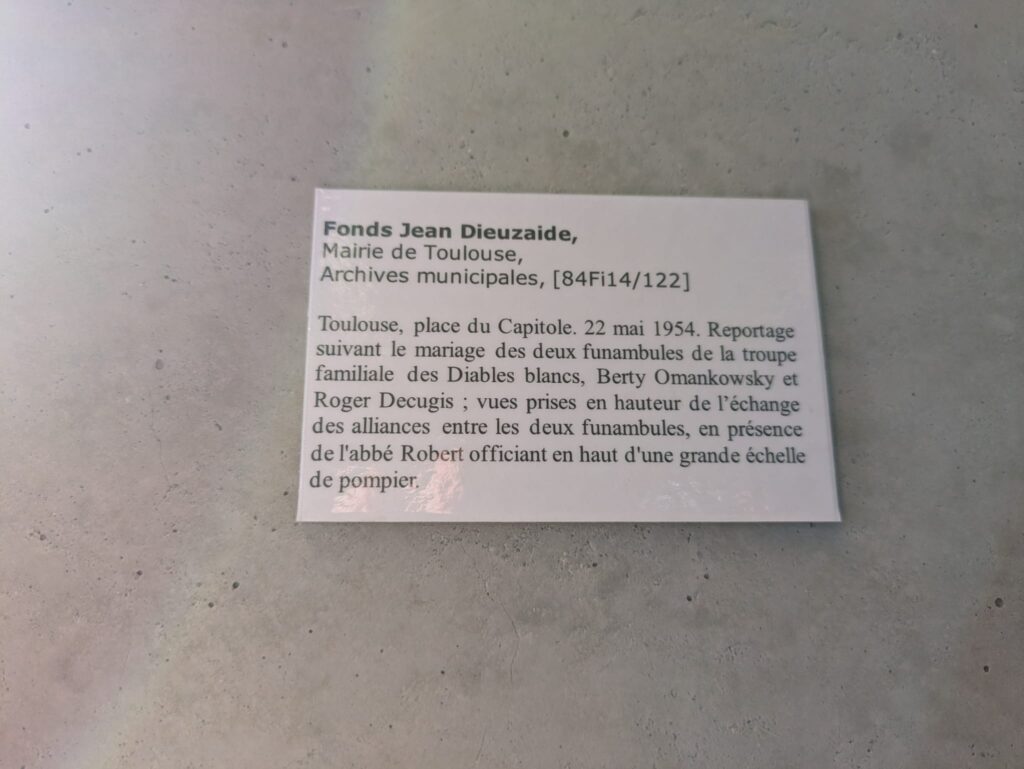 Fonds Jean Dieuzaide,
Mairie de Toulouse,
Archives municipales, [84Fi14/122]
Toulouse, place du Capitole. 22 mai 1954. Reportage
suivant le mariage des deux funambules de la troupe
familiale des Diables blancs, Berty Omankowsky et
Roger Decugis ; vues prises en hauteur de l’échange
des alliances entre les deux funambules, en présence
de l'abbé Robert officiant en haut d'une grande échelle
de pompier.